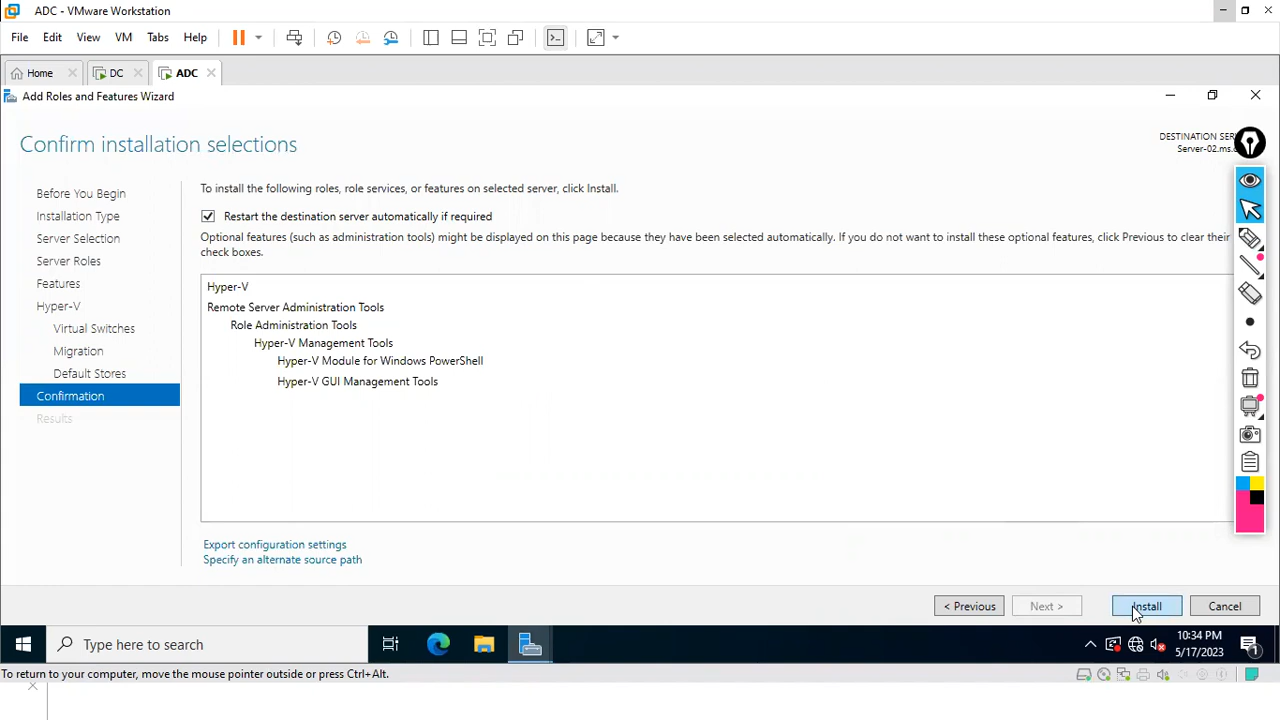 ADC - VMware Workstation
File Edit View VM Tabs Help
Home DC ADC
Add Roles and Features Wizard
Confirm installation selections
DESTINATION SER
Server-02.ms.
Before You Begin
Installation Type
Server Selection
Server Roles
Features
Hyper-V
Virtual Switches
Migration
Default Stores
Confirmation
Results
To install the following roles, role services, or features on selected server, click Install.
Restart the destination server automatically if required
Optional features (such as administration tools) might be displayed on this page because they have been selected automatically. If you do not want to install these optional features, click Previous to clear their
check boxes.
Hyper-V
Remote Server Administration Tools
Role Administration Tools
Hyper-V Management Tools
Hyper-V Module for Windows PowerShell
Hyper-V GUI Management Tools
Export configuration settings
Specify an alternate source path
< Previous Next > Install Cancel
Type here to search
10:34 PM
5/17/2023
1
To return to your computer, move the mouse pointer outside or press Ctrl+Alt.